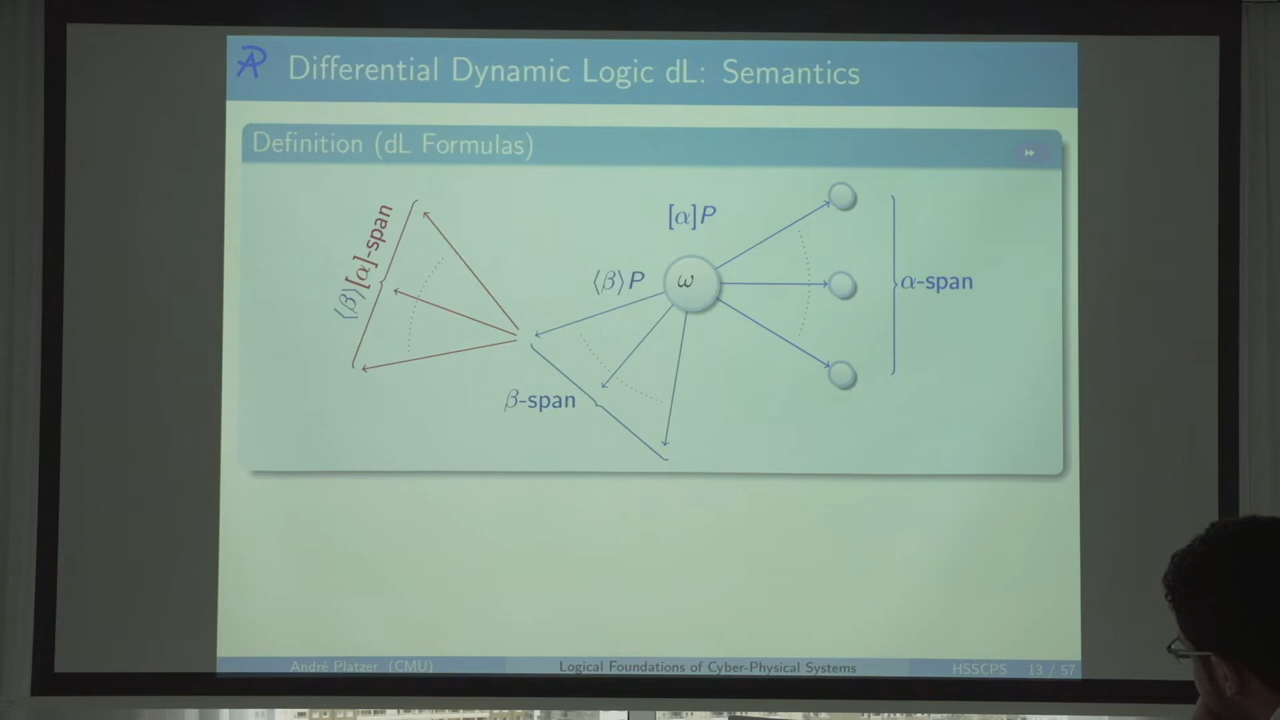 Differential Dynamic Logic dL: Semantics
Definition (dL Formulas)
[α]P
⟨β⟩P
ω
α-span
β-span
⟨β⟩[α]-span
André Platzer (CMU)
Logical Foundations of Cyber-Physical Systems
HSSCPS
13 / 57